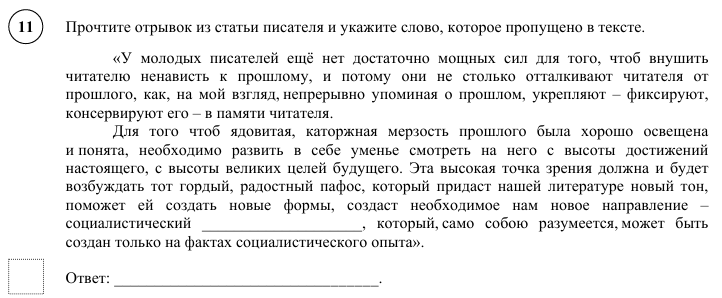 11 Прочтите отрывок из статьи писателя и укажите слово, которое пропущено в тексте.
«У молодых писателей ещё нет достаточно мощных сил для того, чтоб внушить
читателю ненависть к прошлому, и потому они не столько отталкивают читателя от
прошлого, как, на мой взгляд, непрерывно упоминая о прошлом, укрепляют – фиксируют,
консервируют его – в памяти читателя.
Для того чтоб ядовитая, каторжная мерзость прошлого была хорошо освещена
и понята, необходимо развить в себе уменье смотреть на него с высоты достижений
настоящего, с высоты великих целей будущего. Эта высокая точка зрения должна и будет
возбуждать тот гордый, радостный пафос, который придаст нашей литературе новый тон,
поможет ей создать новые формы, создаст необходимое нам новое направление –
социалистический ____________________, который, само собою разумеется, может быть
создан только на фактах социалистического опыта».
Ответ: _________________________________.